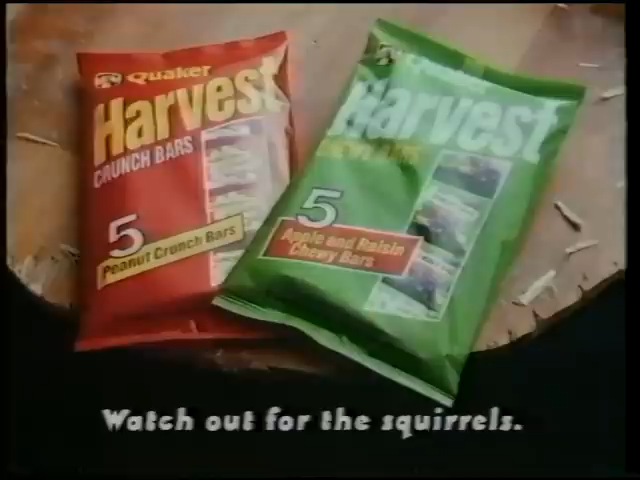 Quaker
Harvest
CRUNCH BARS
5
Peanut Crunch Bars
Harvest
5
Apple and Raisin
Chewy Bars
Watch out for the squirrels.